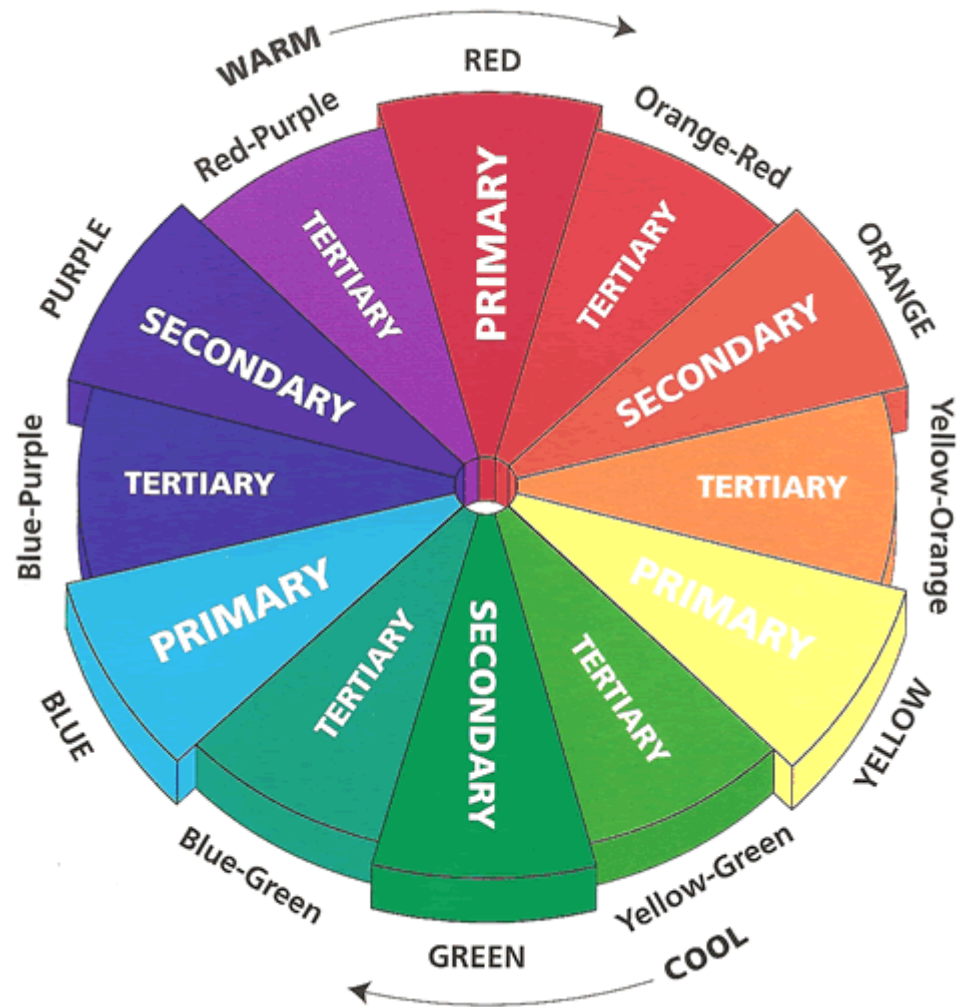 WARM
RED
Orange-Red
ORANGE
Yellow-Orange
YELLOW
Yellow-Green
COOL
GREEN
Blue-Green
BLUE
Blue-Purple
PURPLE
Red-Purple
PRIMARY
TERTIARY
SECONDARY
TERTIARY
PRIMARY
TERTIARY
SECONDARY
TERTIARY
PRIMARY
TERTIARY
SECONDARY
TERTIARY